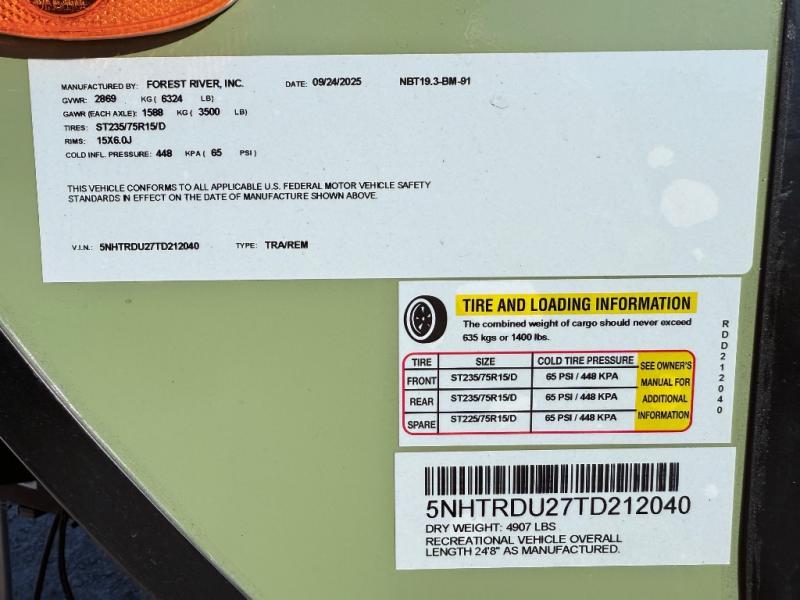 MANUFACTURED BY: FOREST RIVER, INC. DATE: 09/24/2025 NBT19.3-BM-91
GVWR: 2869 KG ( 6324 LB)
GAWR (EACH AXLE): 1588 KG ( 3500 LB)
TIRES: ST235/75R15/D
RIMS: 15X6.0J
COLD INFL. PRESSURE: 448 KPA ( 65 PSI )
THIS VEHICLE CONFORMS TO ALL APPLICABLE U.S. FEDERAL MOTOR VEHICLE SAFETY
STANDARDS IN EFFECT ON THE DATE OF MANUFACTURE SHOWN ABOVE.
V.I.N.: 5NHTRDU27TD212040 TYPE: TRA/REM
TIRE AND LOADING INFORMATION
The combined weight of cargo should never exceed
635 kgs or 1400 lbs.
TIRE SIZE COLD TIRE PRESSURE
FRONT ST235/75R15/D 65 PSI / 448 KPA
REAR ST235/75R15/D 65 PSI / 448 KPA
SPARE ST225/75R15/D 65 PSI / 448 KPA
SEE OWNER'S
MANUAL FOR
ADDITIONAL
INFORMATION
RDD212040
5NHTRDU27TD212040
DRY WEIGHT: 4907 LBS
RECREATIONAL VEHICLE OVERALL
LENGTH 24'8" AS MANUFACTURED.